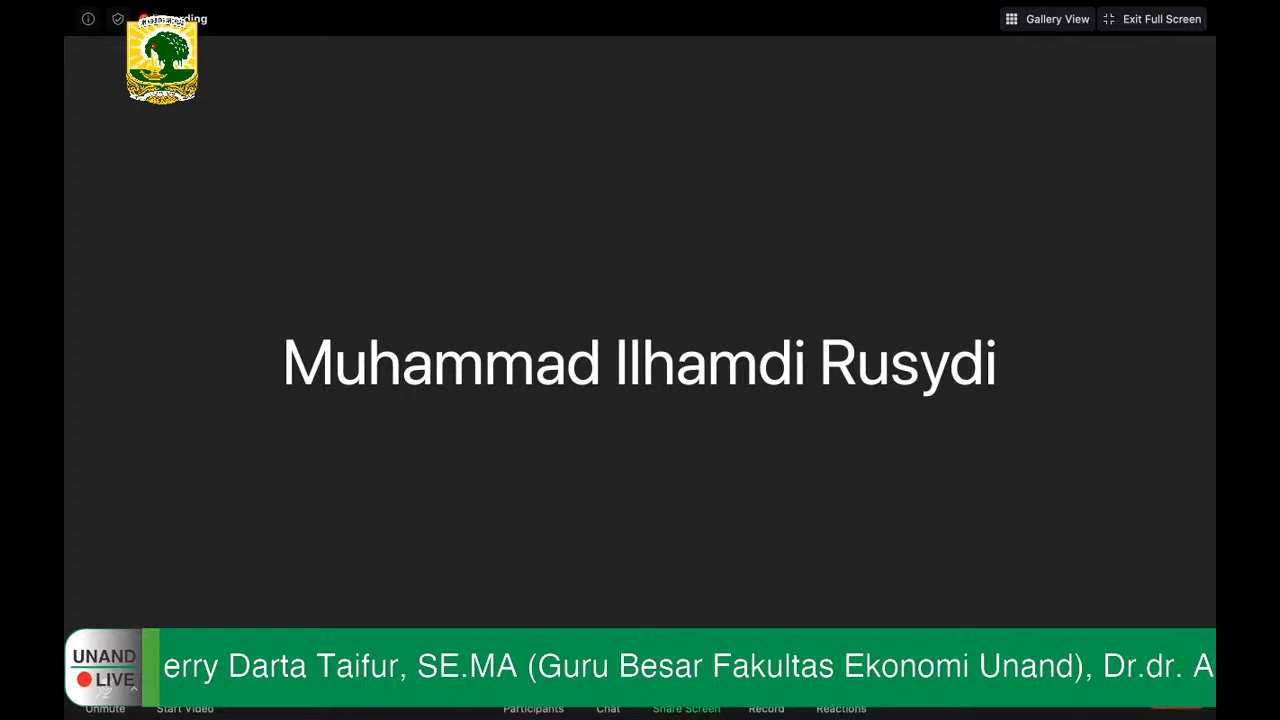 Gallery View
Exit Full Screen
Muhammad Ilhamdi Rusydi
UNAND
LIVE
erry Darta Taifur, SE.MA (Guru Besar Fakultas Ekonomi Unand), Dr.dr. A
Unmute
Start Video
Participants
Chat
Share Screen
Record
Reactions